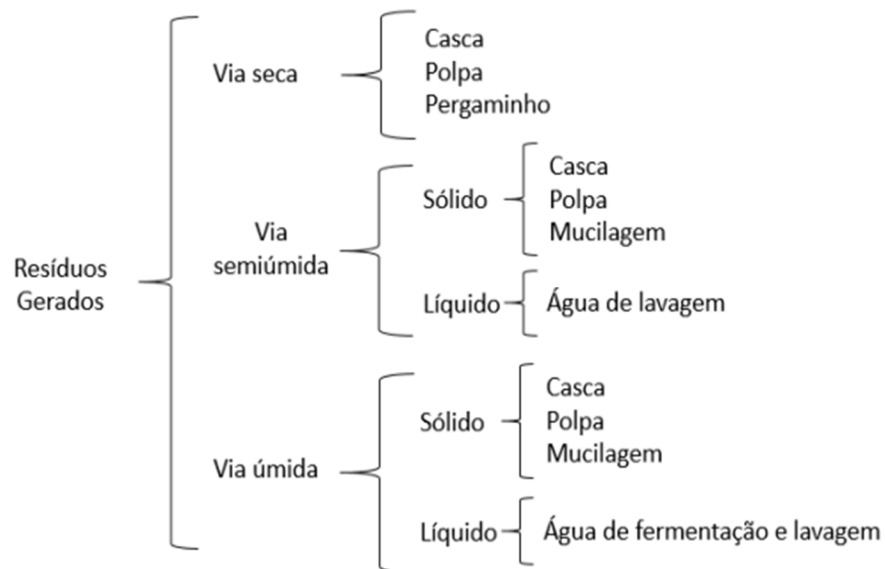 Resíduos
Gerados
Via seca
Casca
Polpa
Pergaminho
Via
semiúmida
Sólido
Casca
Polpa
Mucilagem
Líquido
Água de lavagem
Via úmida
Sólido
Casca
Polpa
Mucilagem
Líquido
Água de fermentação e lavagem